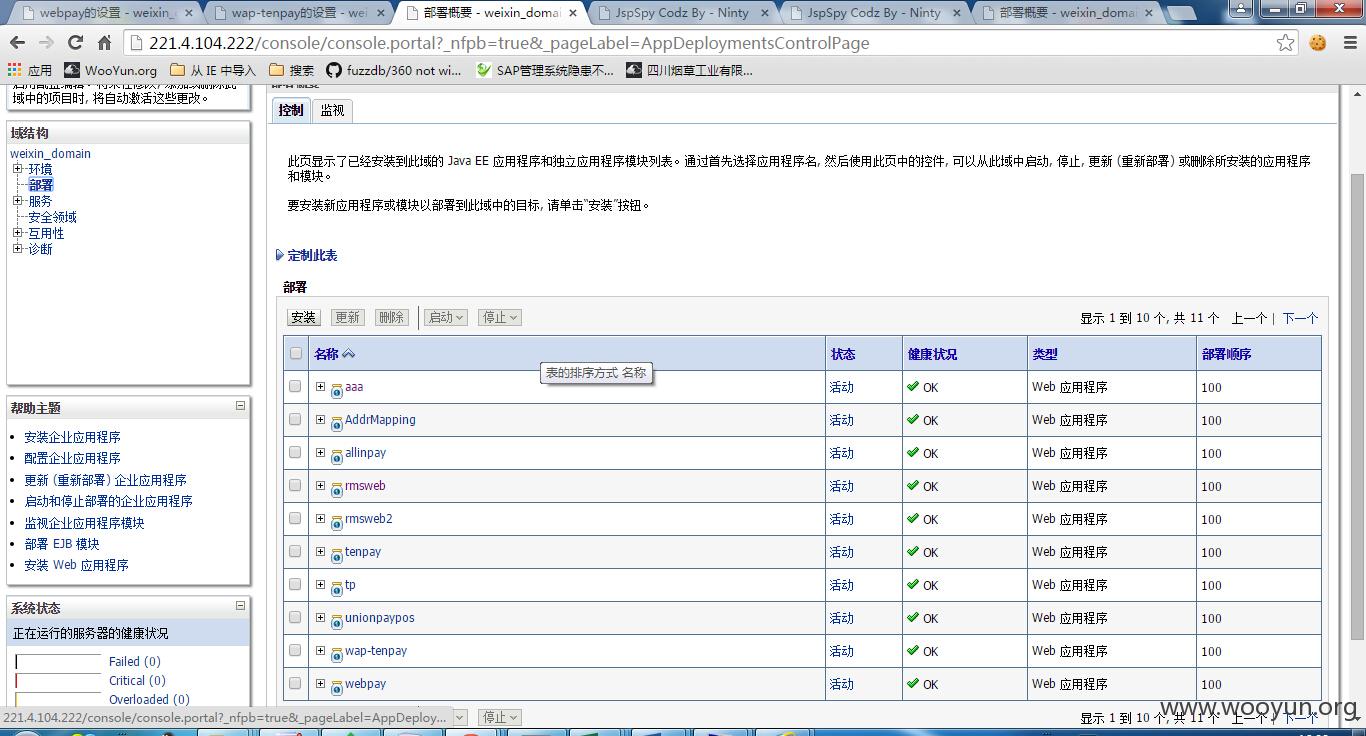 webpay的设置 - weixin_
wap-tenpay的设置 - wei
部署概要 - weixin_domai
JspSpy Codz By - Ninty
JspSpy Codz By - Ninty
部署概要 - weixin_domai
221.4.104.222/console/console.portal?_nfpb=true&_pageLabel=AppDeploymentsControlPage
应用
WooYun.org
从 IE 中导入
搜索
fuzzdb/360 not wi...
SAP管理系统隐患不...
四川烟草工业有限...
域中的项目时, 将自动激活这些更改。
域结构
weixin_domain
环境
部署
服务
安全领域
互用性
诊断
帮助主题
安装企业应用程序
配置企业应用程序
更新 (重新部署) 企业应用程序
启动和停止部署的企业应用程序
监视企业应用程序模块
部署 EJB 模块
安装 Web 应用程序
系统状态
正在运行的服务器的健康状况
Failed (0)
Critical (0)
Overloaded (0)
221.4.104.222/console/console.portal?_nfpb=true&_pageLabel=AppDeploy...
控制
监视
此页显示了已经安装到此域的 Java EE 应用程序和独立应用程序模块列表。通过首先选择应用程序名, 然后使用此页中的控件, 可以从此域中启动, 停止, 更新 (重新部署) 或删除所安装的应用程序
和模块。
要安装新应用程序或模块以部署到此域中的目标, 请单击“安装”按钮。
定制此表
部署
安装 更新 删除 启动 停止 显示 1 到 10 个, 共 11 个 上一个 | 下一个
名称 状态 健康状况 类型 部署顺序
表的排序方式 名称
aaa 活动 OK Web 应用程序 100
AddrMapping 活动 OK Web 应用程序 100
allinpay 活动 OK Web 应用程序 100
rmsweb 活动 OK Web 应用程序 100
rmsweb2 活动 OK Web 应用程序 100
tenpay 活动 OK Web 应用程序 100
tp 活动 OK Web 应用程序 100
unionpaypos 活动 OK Web 应用程序 100
wap-tenpay 活动 OK Web 应用程序 100
webpay 活动 OK Web 应用程序 100
停止 显示 1 到 10 个, 共 11 个 上一个 | 下一个
www.wooyun.org